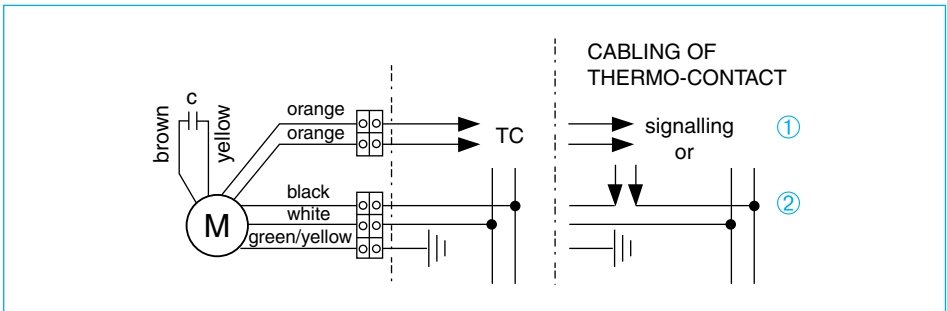 CABLING OF
THERMO-CONTACT
c
brown
yellow
orange
orange
TC
signalling
or
①
black
white
green/yellow
M
②